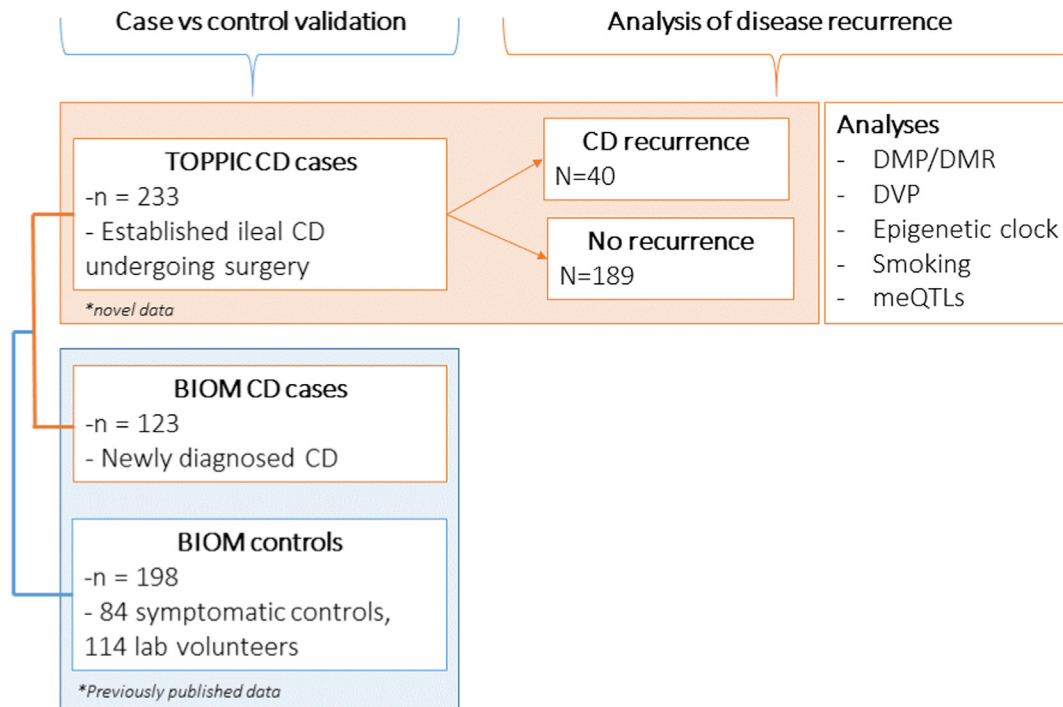 Case vs control validation
Analysis of disease recurrence
TOPPIC CD cases
-n = 233
- Established ileal CD
undergoing surgery
*novel data
CD recurrence
N=40
No recurrence
N=189
Analyses
- DMP/DMR
- DVP
- Epigenetic clock
- Smoking
- meQTLs
BIOM CD cases
-n = 123
- Newly diagnosed CD
BIOM controls
-n = 198
- 84 symptomatic controls,
114 lab volunteers
*Previously published data